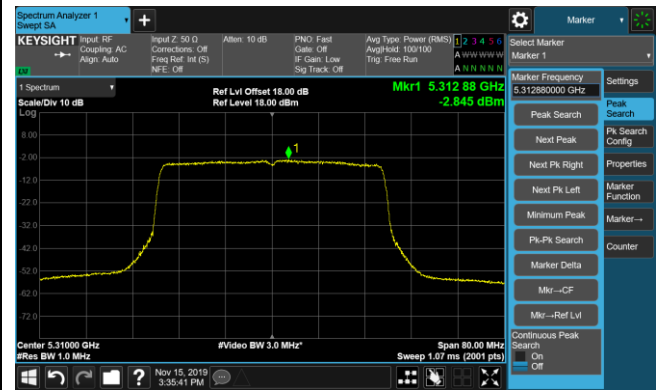 Spectrum Analyzer 1
Swept SA
+
Marker
KEYSIGHT
Input: RF
Coupling: AC
Align: Auto
Input Z: 50 Ω
Corrections: Off
Freq Ref: Int (S)
NFE: Off
Atten: 10 dB
PNO: Fast
Gate: Off
IF Gain: Low
Sig Track: Off
Avg Type: Power (RMS)
Avg|Hold: 100/100
Trig: Free Run
1 2 3 4 5 6
A W W W W W
A N N N N N
LXI
Select Marker
Marker 1
1 Spectrum
Scale/Div 10 dB
Log
Ref Lvl Offset 18.00 dB
Ref Level 18.00 dBm
Mkr1 5.312 88 GHz
-2.845 dBm
Marker Frequency
5.312880000 GHz
Peak Search
Next Peak
Next Pk Right
Next Pk Left
Minimum Peak
Pk-Pk Search
Marker Delta
Mkr→CF
Mkr→Ref Lvl
Continuous Peak
Search
On
Off
Settings
Peak
Search
Pk Search
Config
Properties
Marker
Function
Marker→
Counter
8.00
-2.00
-12.0
-22.0
-32.0
-42.0
-52.0
-62.0
-72.0
1
Center 5.31000 GHz
#Res BW 1.0 MHz
#Video BW 3.0 MHz*
Span 80.00 MHz
Sweep 1.07 ms (2001 pts)
?
Nov 15, 2019
3:35:41 PM